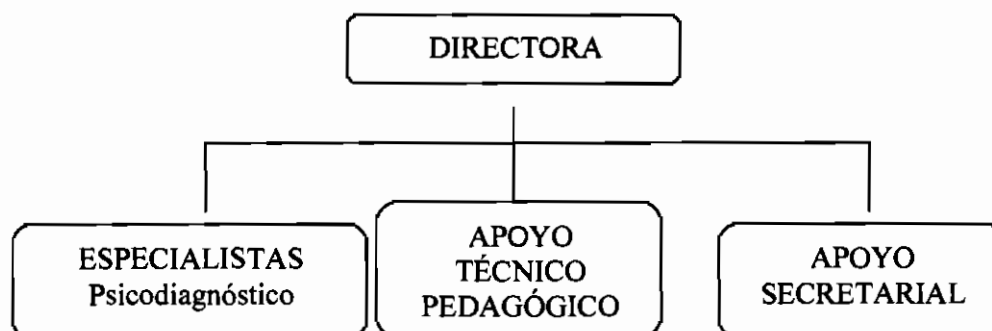 DIRECTORA
ESPECIALISTAS
Psicodiagnóstico
APOYO
TÉCNICO
PEDAGÓGICO
APOYO
SECRETARIAL